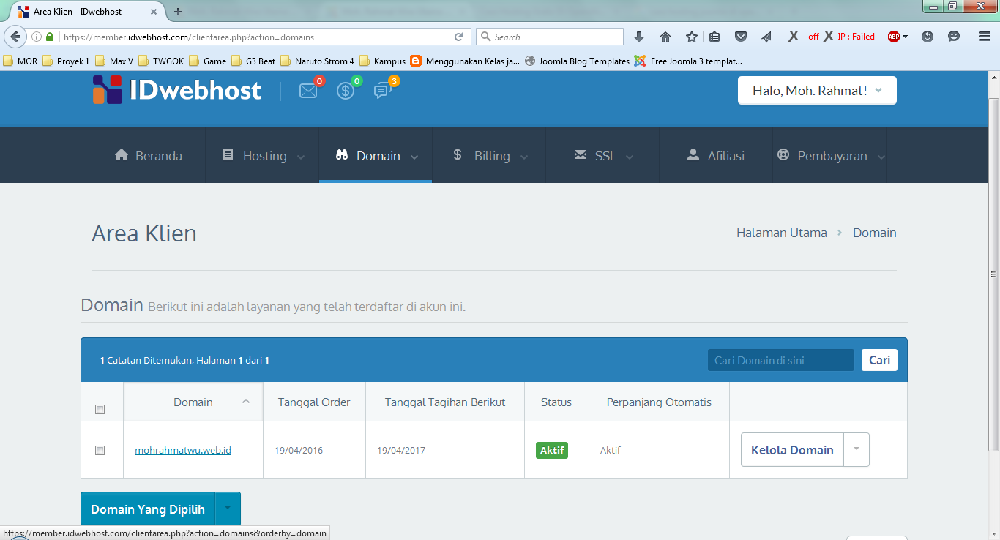 Area Klien - IDwebhost
https://member.idwebhost.com/clientarea.php?action=domains
Search
off
IP : Failed!
ABP
MOR Proyek 1 Max V TWGOK Game G3 Beat Naruto Strom 4 Kampus Menggunakan Kelas ja... Joomla Blog Templates Free Joomla 3 templat...
IDwebhost 0 0 3 Halo, Moh. Rahmat!
Beranda Hosting Domain Billing SSL Afiliasi Pembayaran
Area Klien
Halaman Utama Domain
Domain Berikut ini adalah layanan yang telah terdaftar di akun ini.
1 Catatan Ditemukan, Halaman 1 dari 1
Cari Domain di sini Cari
Domain Tanggal Order Tanggal Tagihan Berikut Status Perpanjang Otomatis
mohrahmatwu.web.id 19/04/2016 19/04/2017 Aktif Aktif Kelola Domain
Domain Yang Dipilih
https://member.idwebhost.com/clientarea.php?action=domains&orderby=domain